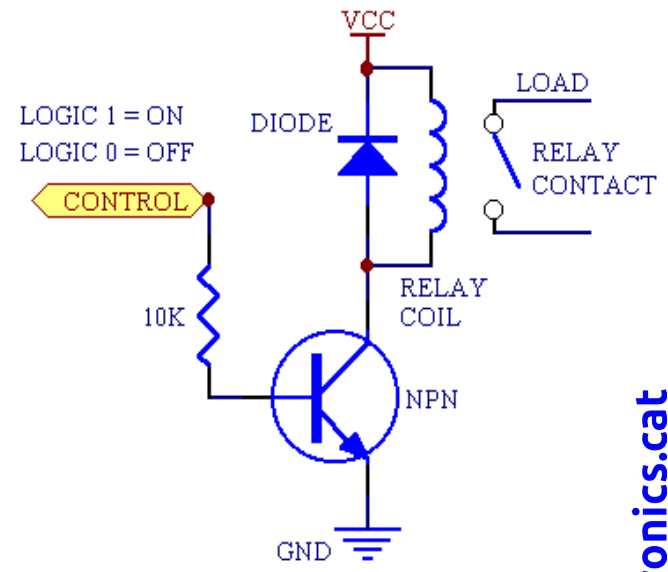 VCC
LOAD
LOGIC 1 = ON
DIODE
LOGIC 0 = OFF
RELAY
CONTACT
CONTROL
RELAY
COIL
10K
NPN
GND
onics.cat